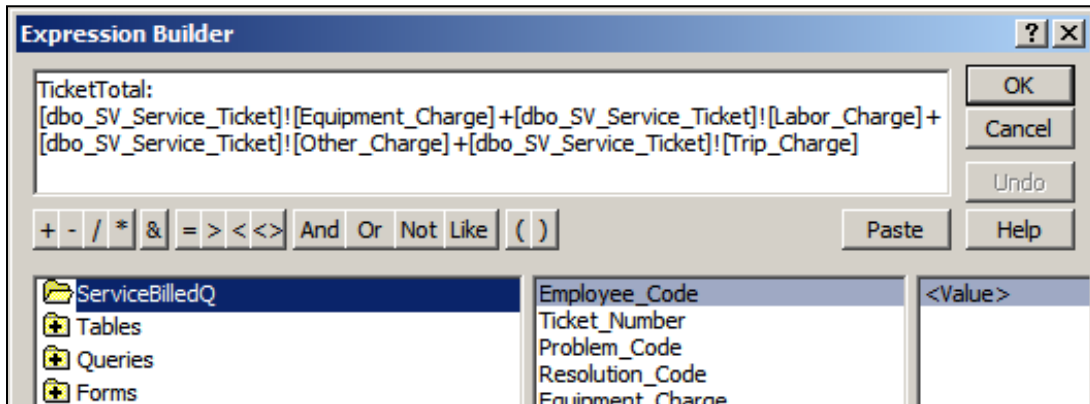 Expression Builder
? X
TicketTotal:
[dbo_SV_Service_Ticket]![Equipment_Charge]+[dbo_SV_Service_Ticket]![Labor_Charge]+
[dbo_SV_Service_Ticket]![Other_Charge]+[dbo_SV_Service_Ticket]![Trip_Charge]
OK
Cancel
Undo
+ - / * & = > < <> And Or Not Like ( )
Paste
Help
ServiceBilledQ
Tables
Queries
Forms
Employee_Code
Ticket_Number
Problem_Code
Resolution_Code
Equipment_Charge
<Value>